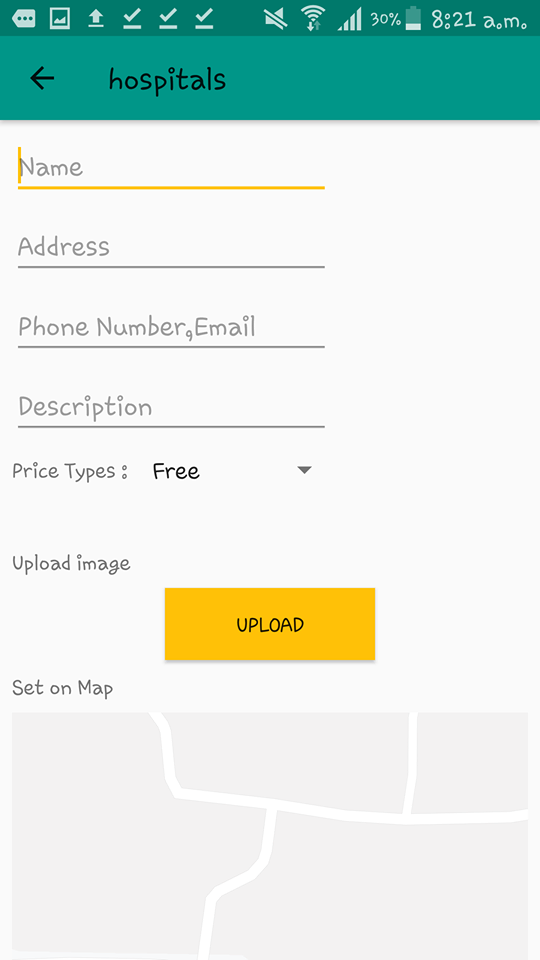 30% 8:21 a.m.
hospitals
Name
Address
Phone Number,Email
Description
Price Types : Free
Upload image
UPLOAD
Set on Map